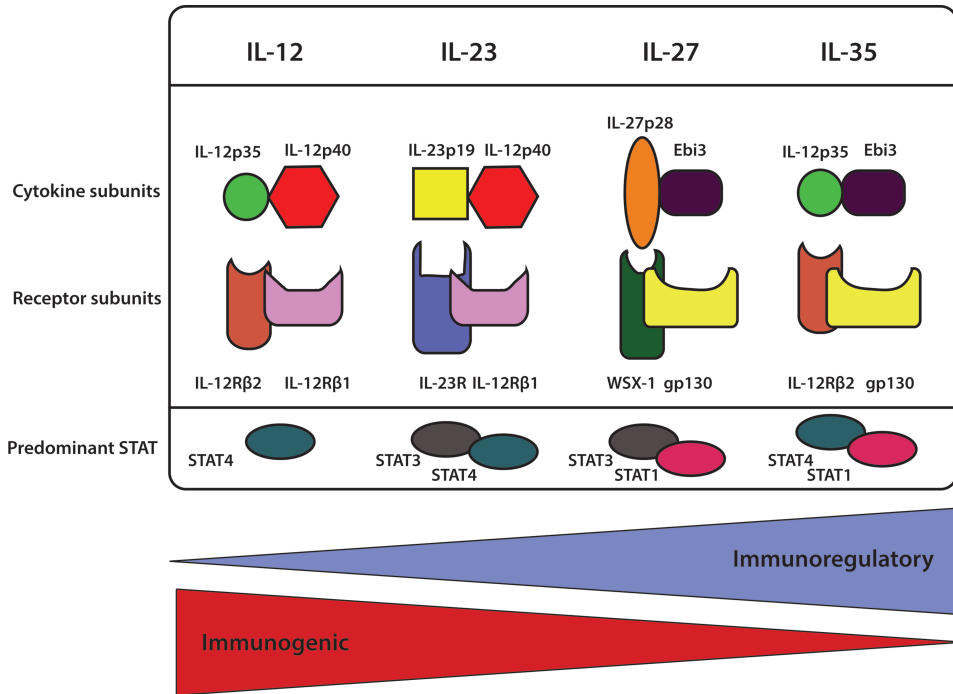 IL-12 IL-23 IL-27 IL-35
IL-27p28
IL-12p35 IL-12p40 IL-23p19 IL-12p40 Ebi3 IL-12p35 Ebi3
Cytokine subunits
Receptor subunits
IL-12Rβ2 IL-12Rβ1 IL-23R IL-12Rβ1 WSX-1 gp130 IL-12Rβ2 gp130
Predominant STAT
STAT4 STAT3 STAT3 STAT4
STAT4 STAT1 STAT1
Immunoregulatory
Immunogenic